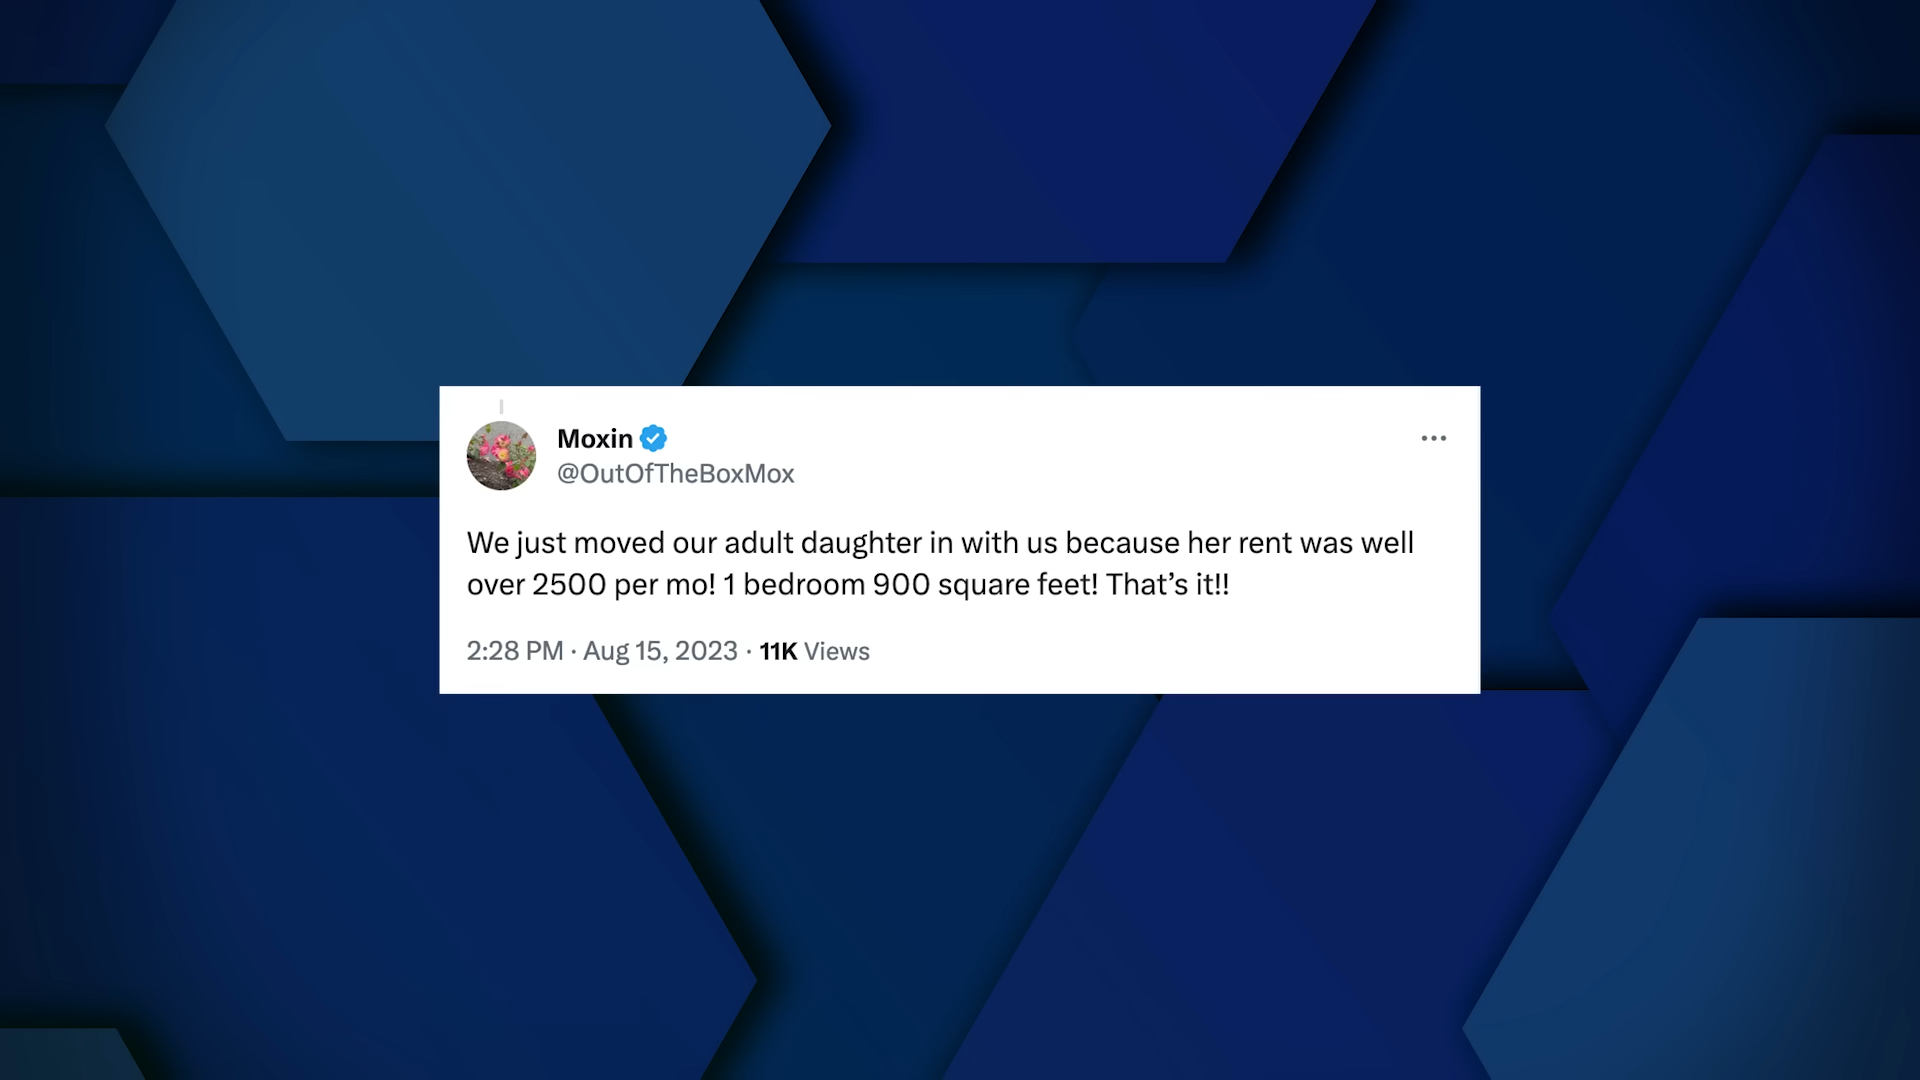 Moxin
@OutOfTheBoxMox
We just moved our adult daughter in with us because her rent was well
over 2500 per mo! 1 bedroom 900 square feet! That’s it!!
2:28 PM · Aug 15, 2023 · 11K Views